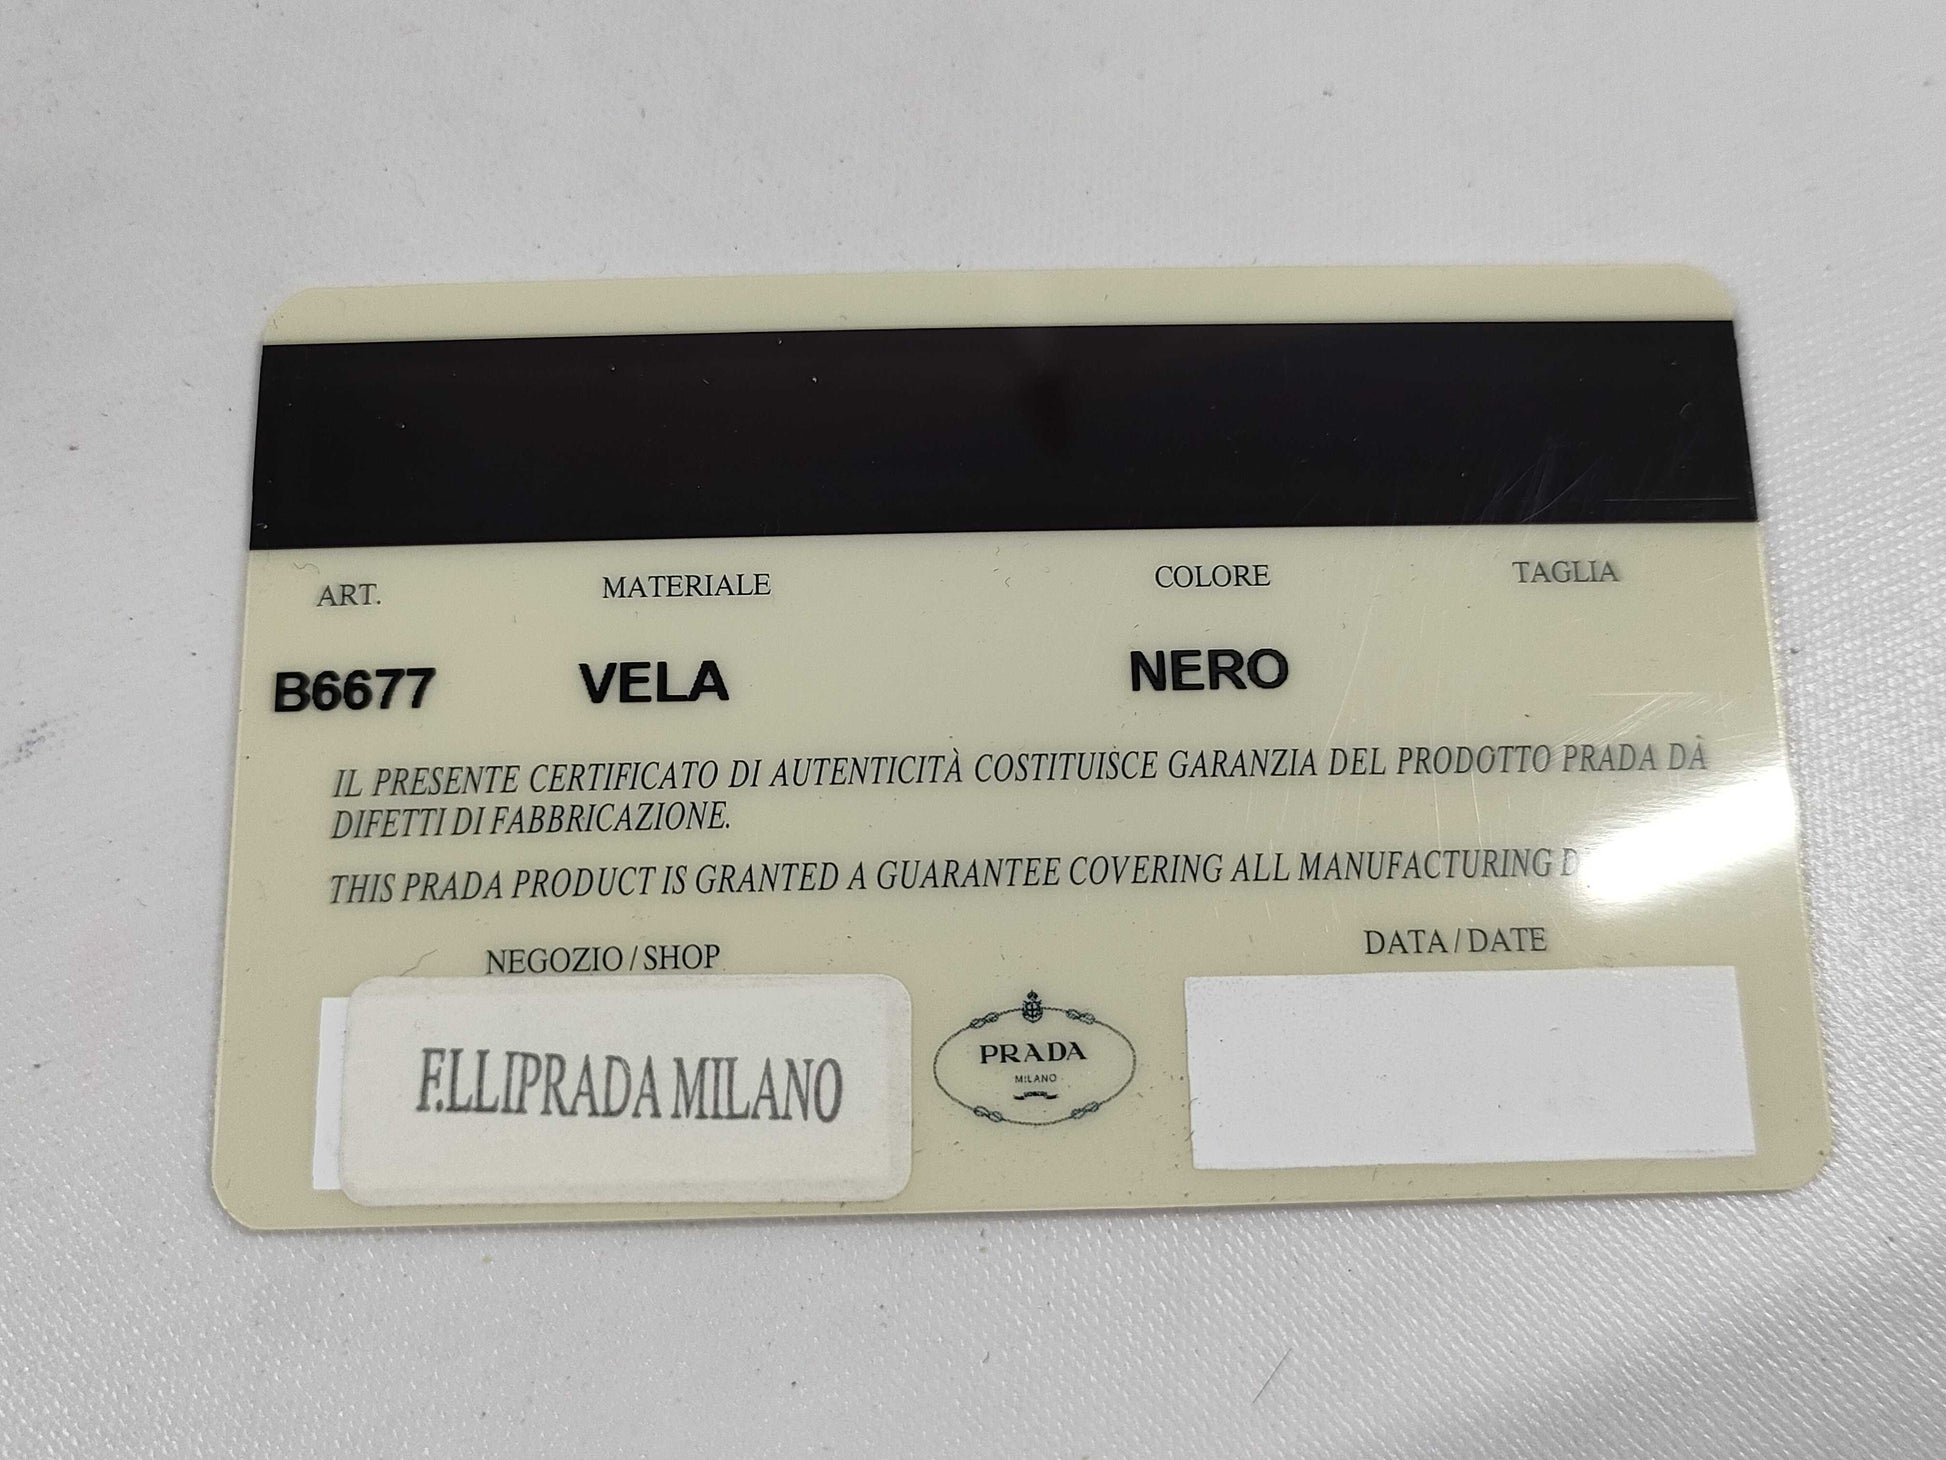 ART. MATERIALE COLORE TAGLIA
B6677 VELA NERO
IL PRESENTE CERTIFICATO DI AUTENTICITÀ COSTITUISCE GARANZIA DEL PRODOTTO PRADA DÀ
DIFETTI DI FABBRICAZIONE.
THIS PRADA PRODUCT IS GRANTED A GUARANTEE COVERING ALL MANUFACTURING
NEGOZIO / SHOP
DATA / DATE
F.LLIPRADA MILANO
PRADA
MILANO